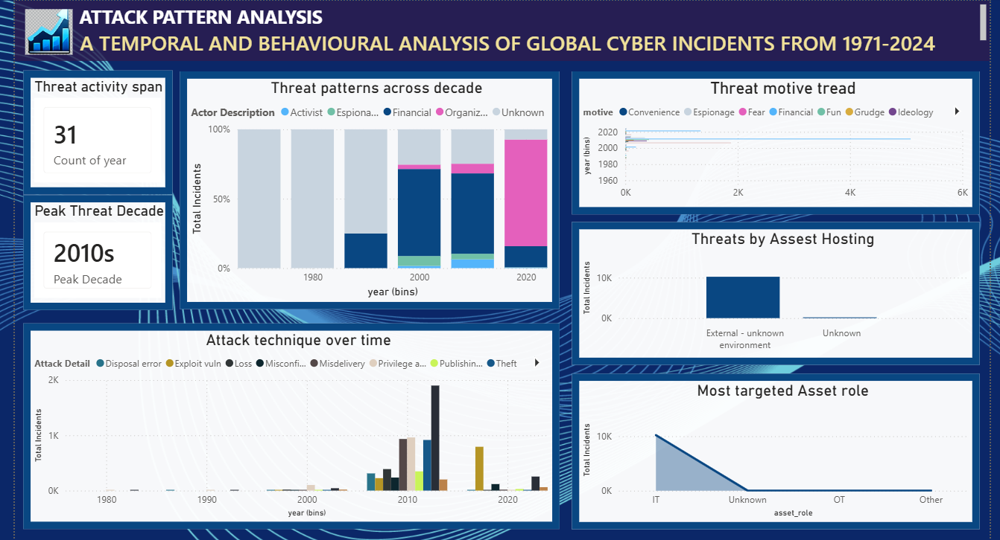 ATTACK PATTERN ANALYSIS
A TEMPORAL AND BEHAVIOURAL ANALYSIS OF GLOBAL CYBER INCIDENTS FROM 1971-2024
Threat activity span
31
Count of year
Peak Threat Decade
2010s
Peak Decade
Threat patterns across decade
Actor Description Activist Espiona... Financial Organiz... Unknown
100%
50%
0%
Total Incidents
1980 2000 2020
year (bins)
Threat motive tread
motive Convenience Espionage Fear Financial Fun Grudge Ideology
2020
2000
1980
1960
year (bins)
0K 2K 4K 6K
Threats by Assest Hosting
10K
0K
Total Incidents
External - unknown
environment
Unknown
Attack technique over time
Attack Detail Disposal error Exploit vuln Loss Misconfi... Misdelivery Privilege a... Publishin... Theft
2K
1K
0K
Total Incidents
1980 1990 2000 2010 2020
year (bins)
Most targeted Asset role
10K
0K
Total Incidents
IT Unknown OT Other
asset_role